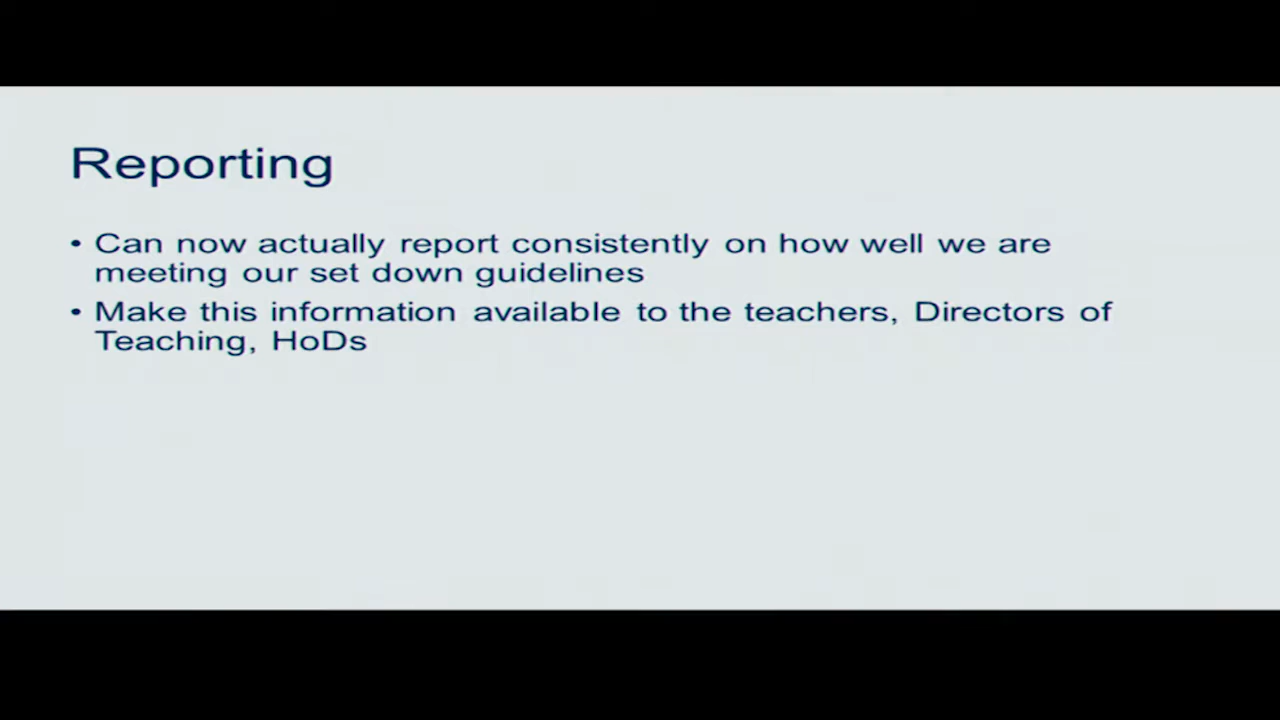 Reporting
• Can now actually report consistently on how well we are
meeting our set down guidelines
• Make this information available to the teachers, Directors of
Teaching, HoDs